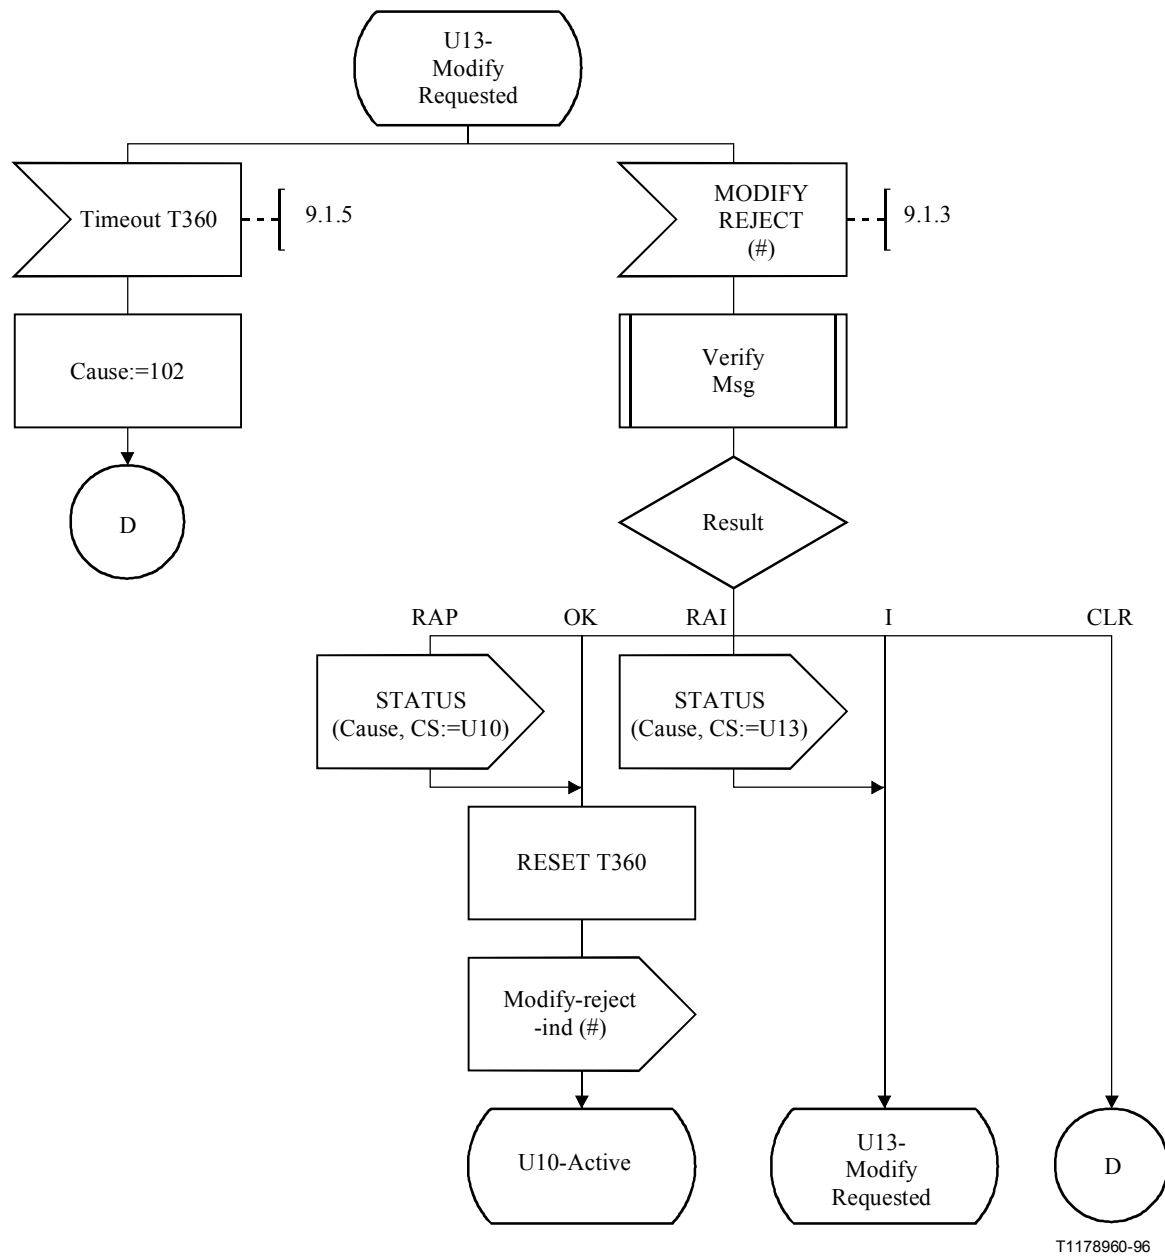 U13-
Modify
Requested
Timeout T360
9.1.5
MODIFY
REJECT
(#)
9.1.3
Cause:=102
Verify
Msg
D
Result
RAP
OK
RAI
I
CLR
STATUS
(Cause, CS:=U10)
STATUS
(Cause, CS:=U13)
RESET T360
Modify-reject
-ind (#)
U10-Active
U13-
Modify
Requested
D
T1178960-96